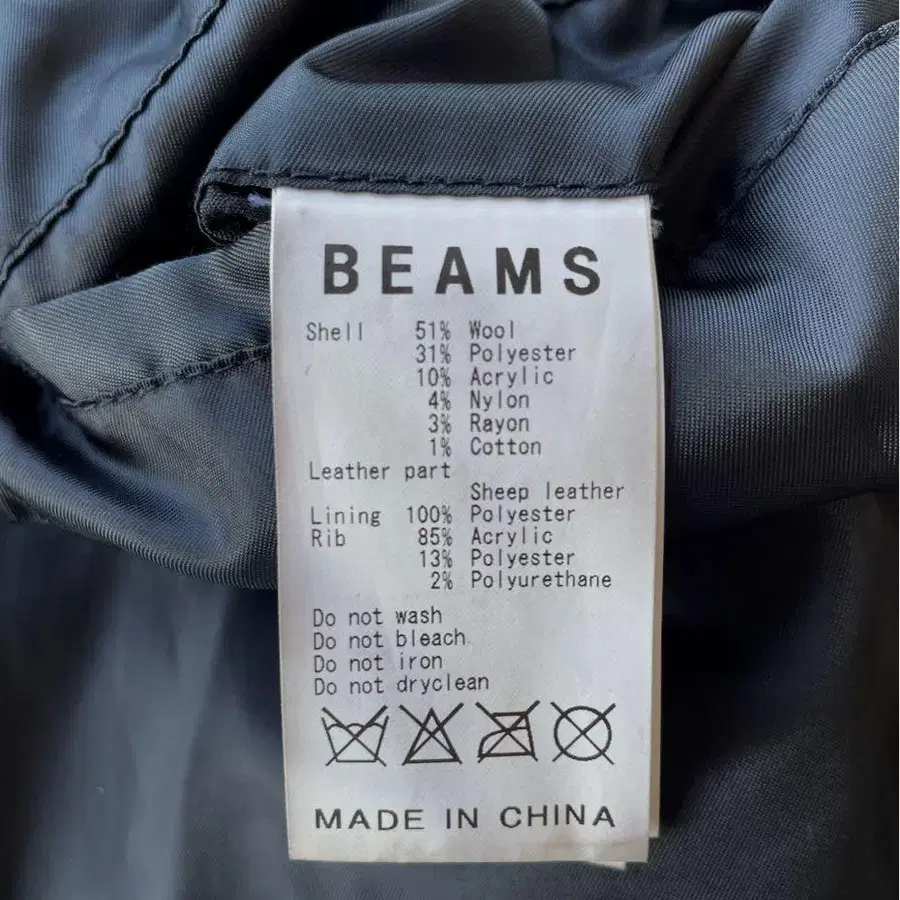 BEAMS
Shell 51% Wool
31% Polyester
10% Acrylic
4% Nylon
3% Rayon
1% Cotton
Leather part
Sheep leather
Lining 100% Polyester
Rib 85% Acrylic
13% Polyester
2% Polyurethane
Do not wash
Do not bleach
Do not iron
Do not dryclean
MADE IN CHINA